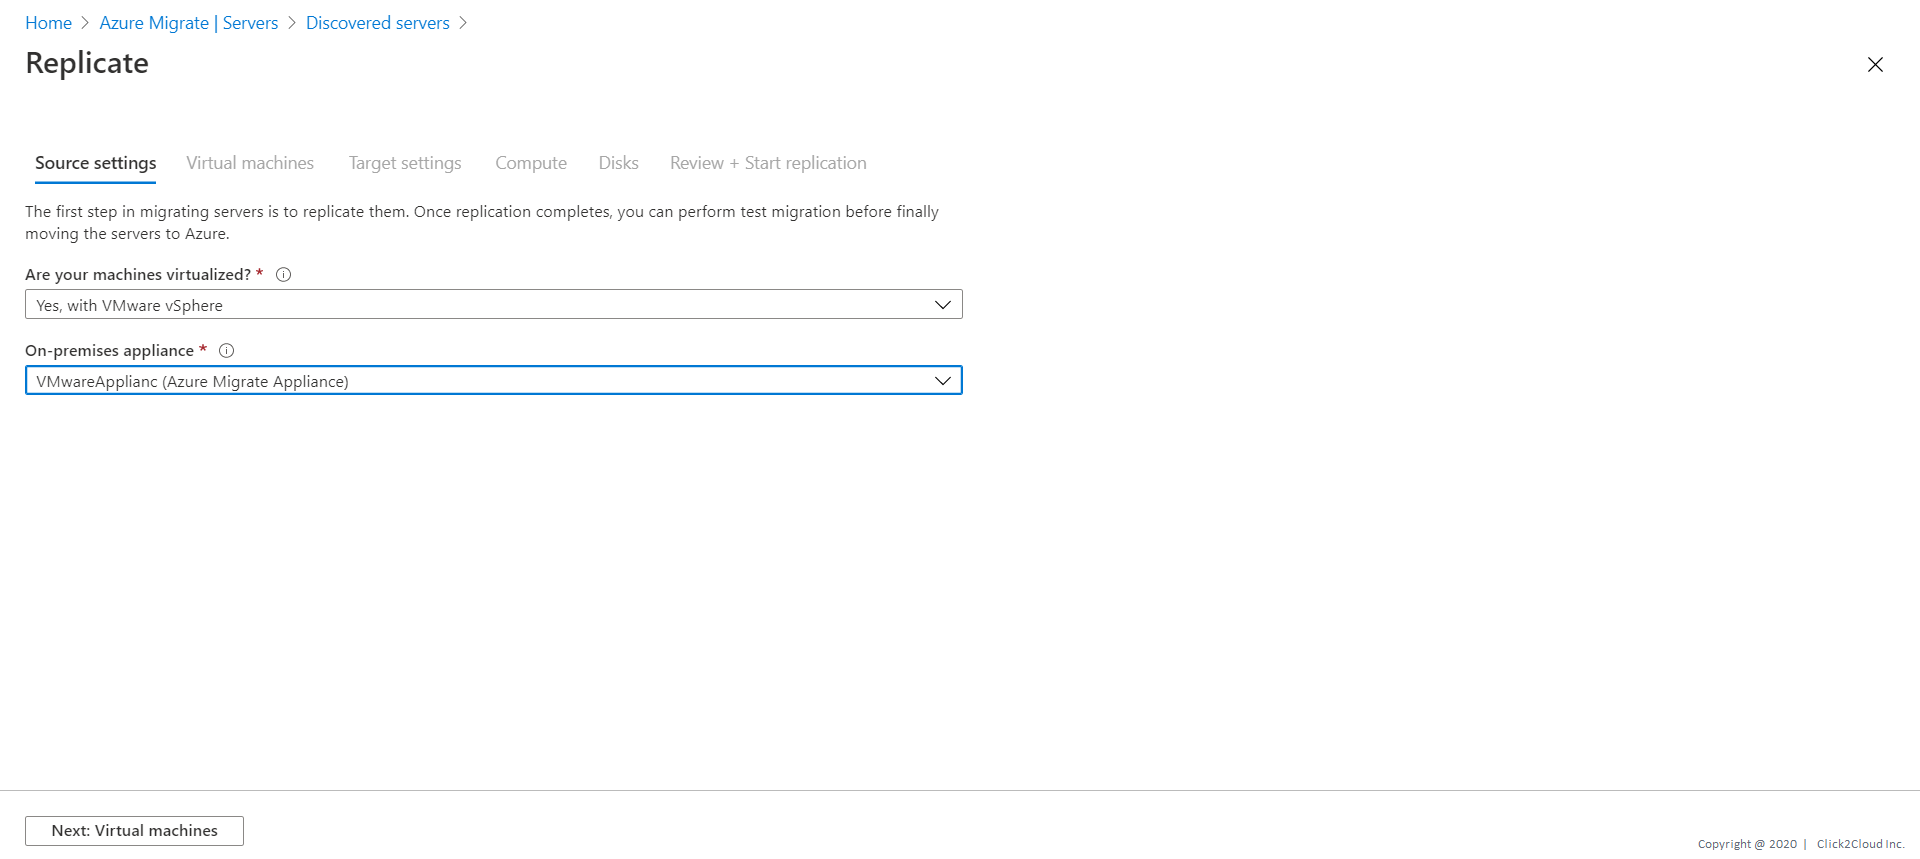 Home > Azure Migrate | Servers > Discovered servers >
Replicate
Source settings Virtual machines Target settings Compute Disks Review + Start replication
The first step in migrating servers is to replicate them. Once replication completes, you can perform test migration before finally
moving the servers to Azure.
Are your machines virtualized? *
Yes, with VMware vSphere
On-premises appliance *
VMwareApplianc (Azure Migrate Appliance)
Next: Virtual machines
Copyright @ 2020 | Click2Cloud Inc.